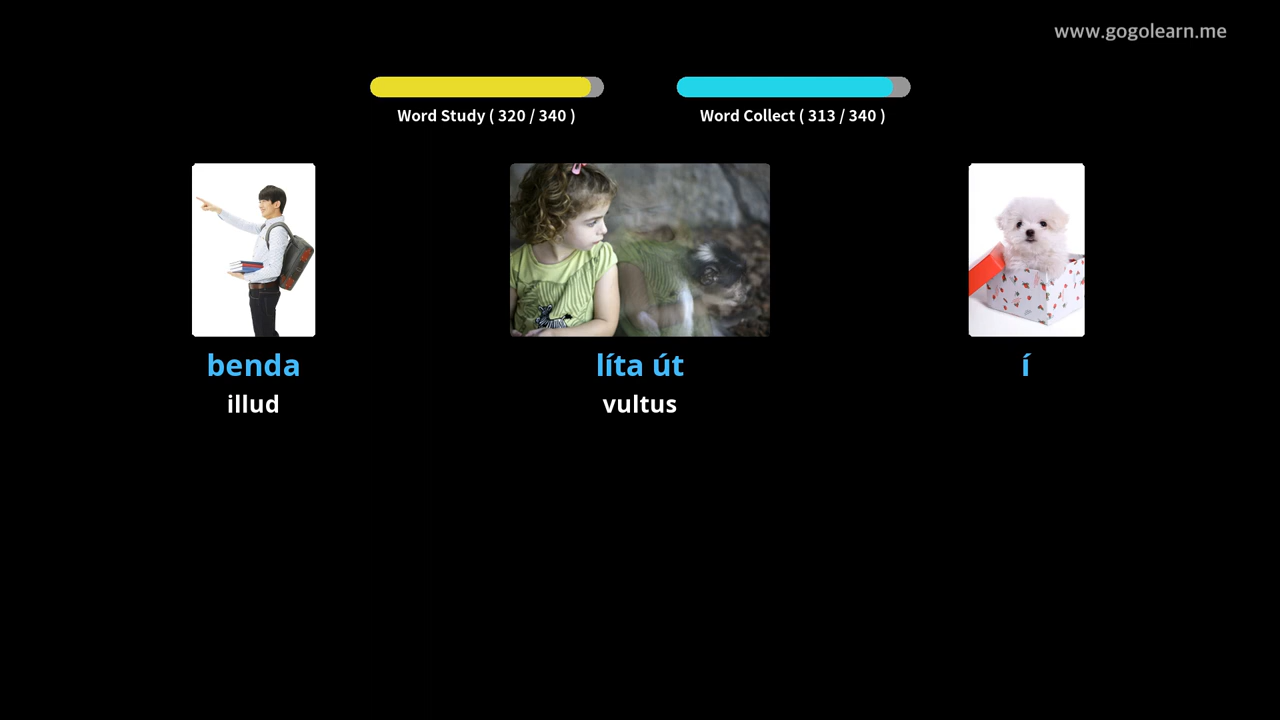 www.gogolearn.me
Word Study ( 320 / 340 )
Word Collect ( 313 / 340 )
benda
illud
líta út
vultus
í